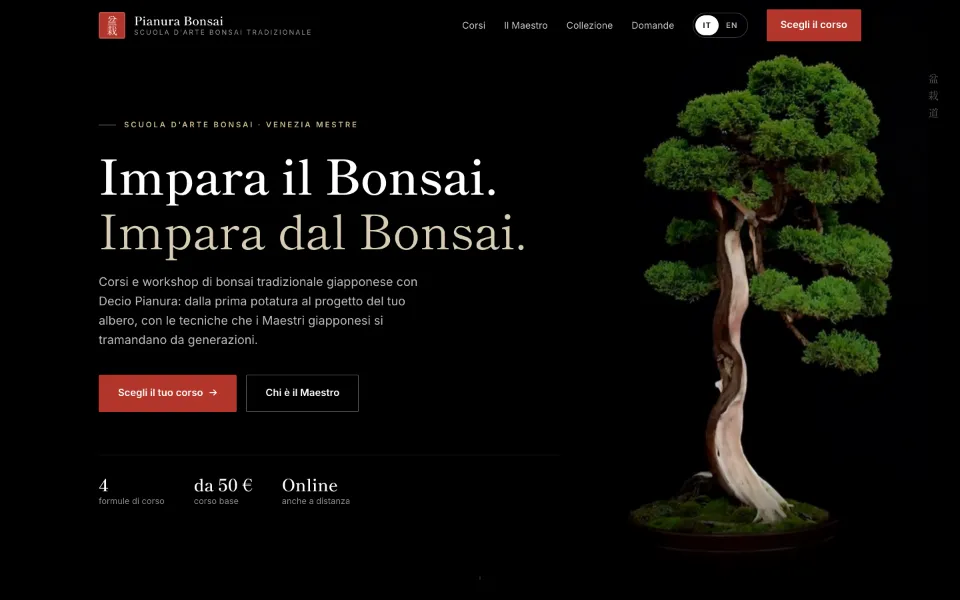 盆栽
Pianura Bonsai
SCUOLA D'ARTE BONSAI TRADIZIONALE
Corsi
Il Maestro
Collezione
Domande
IT
EN
Scegli il corso
盆
栽
道
SCUOLA D'ARTE BONSAI · VENEZIA MESTRE
Impara il Bonsai.
Impara dal Bonsai.
Corsi e workshop di bonsai tradizionale giapponese con
Decio Pianura: dalla prima potatura al progetto del tuo
albero, con le tecniche che i Maestri giapponesi si
tramandano da generazioni.
Scegli il tuo corso →
Chi è il Maestro
4
formule di corso
da 50 €
corso base
Online
anche a distanza